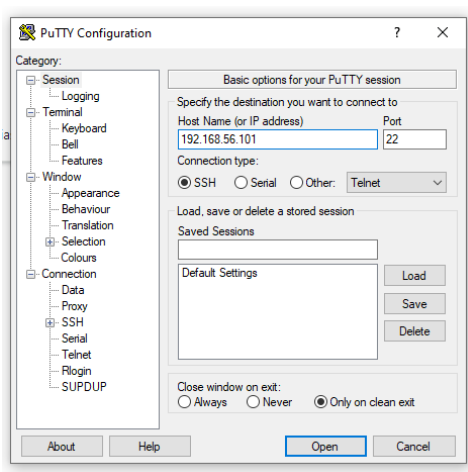 PuTTY Configuration ? ×
Category:
Session
Logging
Terminal
Keyboard
Bell
Features
Window
Appearance
Behaviour
Translation
Selection
Colours
Connection
Data
Proxy
SSH
Serial
Telnet
Rlogin
SUPDUP
Basic options for your PuTTY session
Specify the destination you want to connect to
Host Name (or IP address) Port
192.168.56.101 22
Connection type:
SSH Serial Other: Telnet
Load, save or delete a stored session
Saved Sessions
Default Settings
Load
Save
Delete
Close window on exit:
Always Never Only on clean exit
About Help Open Cancel